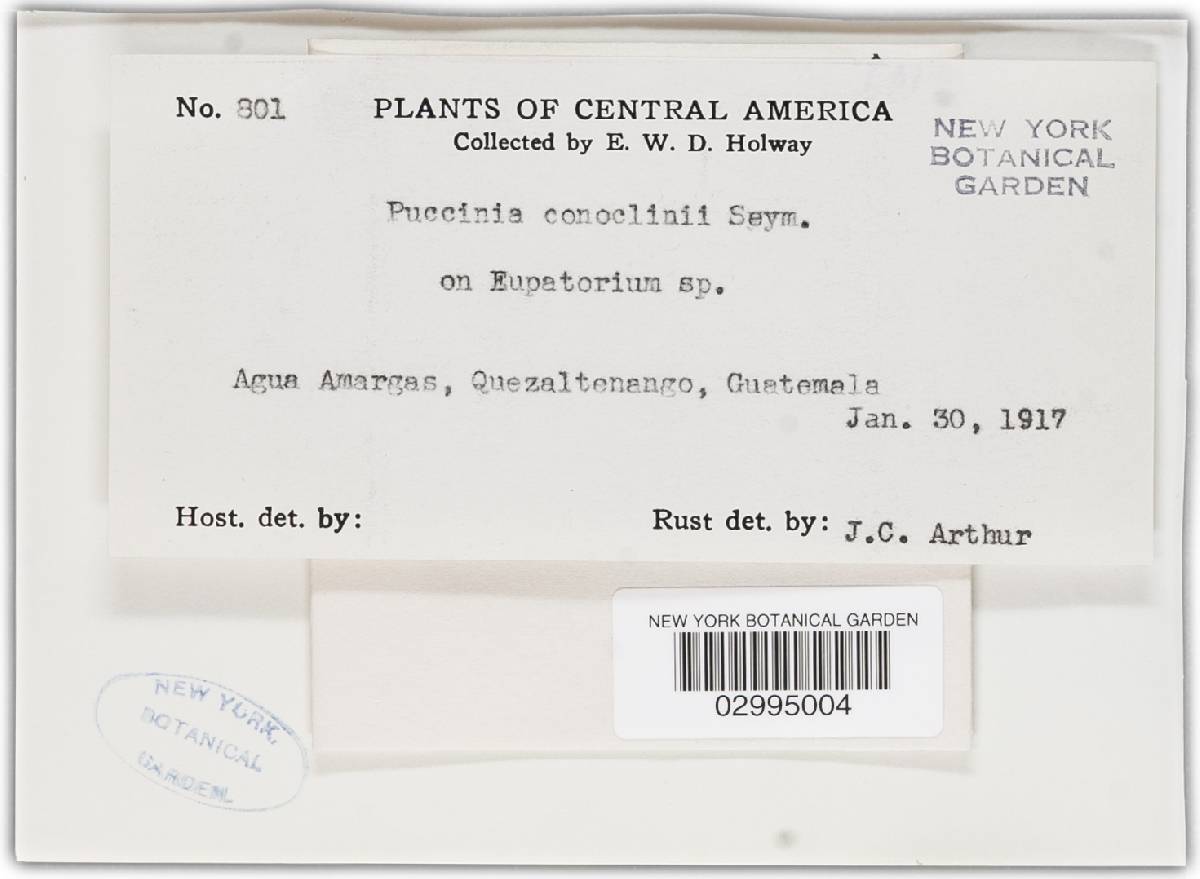 No. 801
PLANTS OF CENTRAL AMERICA
Collected by E. W. D. Holway
NEW YORK
BOTANICAL
GARDEN
Puccinia conoclinii Seym.
on Eupatorium sp.
Agua Amargas, Quezaltenango, Guatemala
Jan. 30, 1917
Host. det. by:
Rust det. by: J.C. Arthur
NEW YORK BOTANICAL GARDEN
02995004
NEW YORK
BOTANICAL
GARDEN